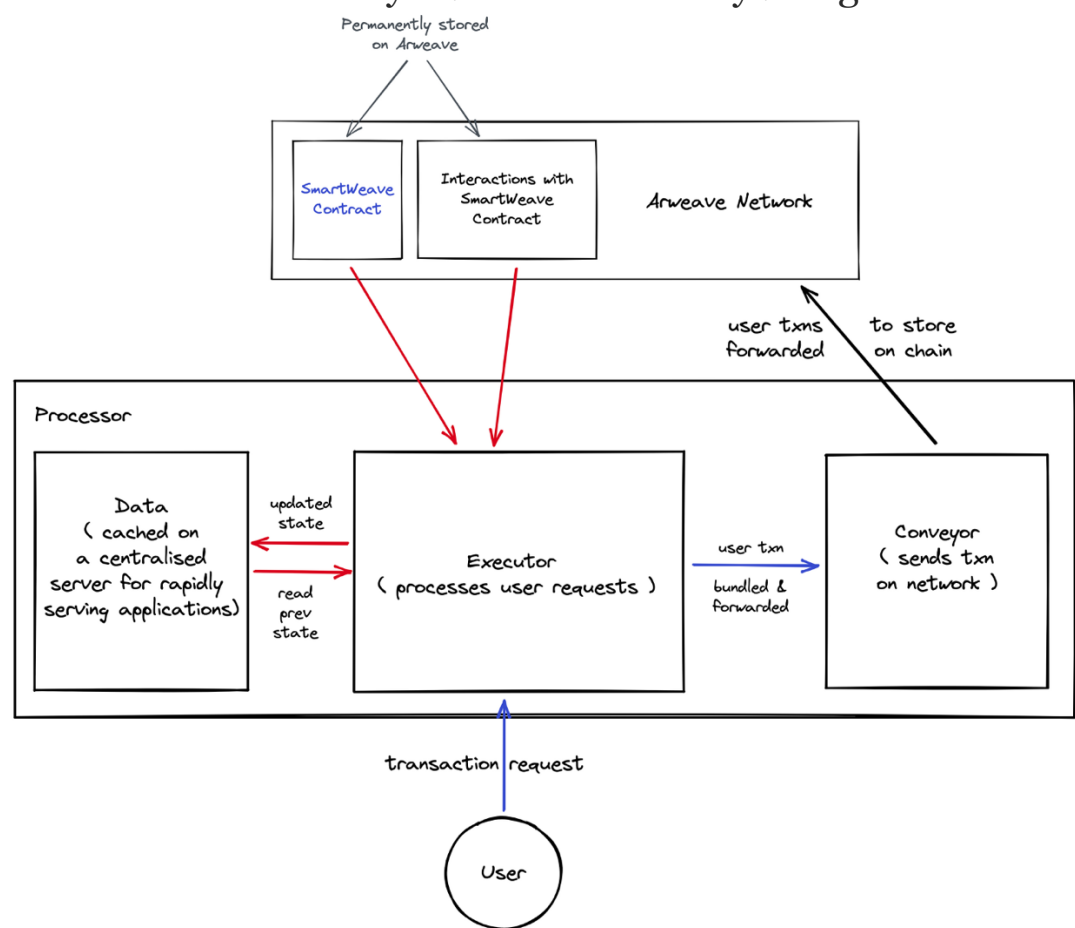 Permanently stored
on Arweave
SmartWeave
Contract
Interactions with
SmartWeave
Contract
Arweave Network
user txns
forwarded
to store
on chain
Processor
Data
( cached on
a centralised
server for rapidly
serving applications)
updated
state
read
prev
state
Executor
( processes user requests )
user txn
bundled &
forwarded
Conveyor
( sends txn
on network )
transaction request
User